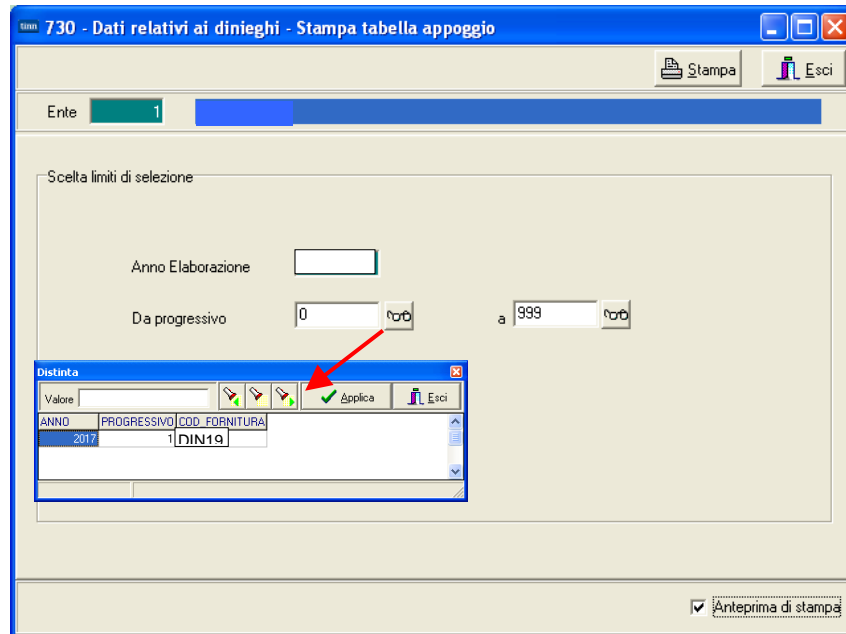 tinn 730 - Dati relativi ai dinieghi - Stampa tabella appoggio
Stampa Esci
Ente 1
Scelta limiti di selezione
Anno Elaborazione
Da progressivo 0 a 999
Distinta
Valore Applica Esci
ANNO PROGRESSIVO COD_FORNITURA
2017 1 DIN19
Anteprima di stampa